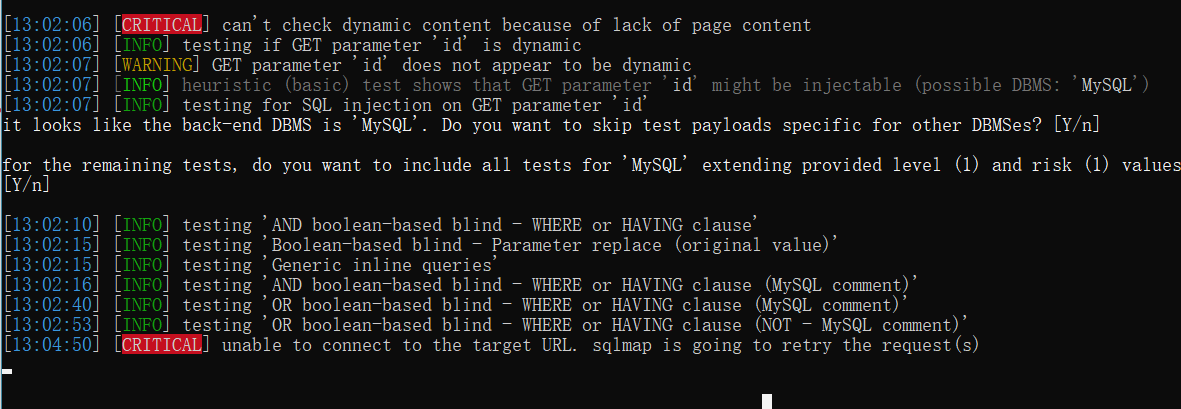 [13:02:06] [CRITICAL] can't check dynamic content because of lack of page content
[13:02:06] [INFO] testing if GET parameter 'id' is dynamic
[13:02:07] [WARNING] GET parameter 'id' does not appear to be dynamic
[13:02:07] [INFO] heuristic (basic) test shows that GET parameter 'id' might be injectable (possible DBMS: 'MySQL')
[13:02:07] [INFO] testing for SQL injection on GET parameter 'id'
it looks like the back-end DBMS is 'MySQL'. Do you want to skip test payloads specific for other DBMSes? [Y/n]
for the remaining tests, do you want to include all tests for 'MySQL' extending provided level (1) and risk (1) values
[Y/n]
[13:02:10] [INFO] testing 'AND boolean-based blind - WHERE or HAVING clause'
[13:02:15] [INFO] testing 'Boolean-based blind - Parameter replace (original value)'
[13:02:15] [INFO] testing 'Generic inline queries'
[13:02:16] [INFO] testing 'AND boolean-based blind - WHERE or HAVING clause (MySQL comment)'
[13:02:40] [INFO] testing 'OR boolean-based blind - WHERE or HAVING clause (MySQL comment)'
[13:02:53] [INFO] testing 'OR boolean-based blind - WHERE or HAVING clause (NOT - MySQL comment)'
[13:04:50] [CRITICAL] unable to connect to the target URL. sqlmap is going to retry the request(s)